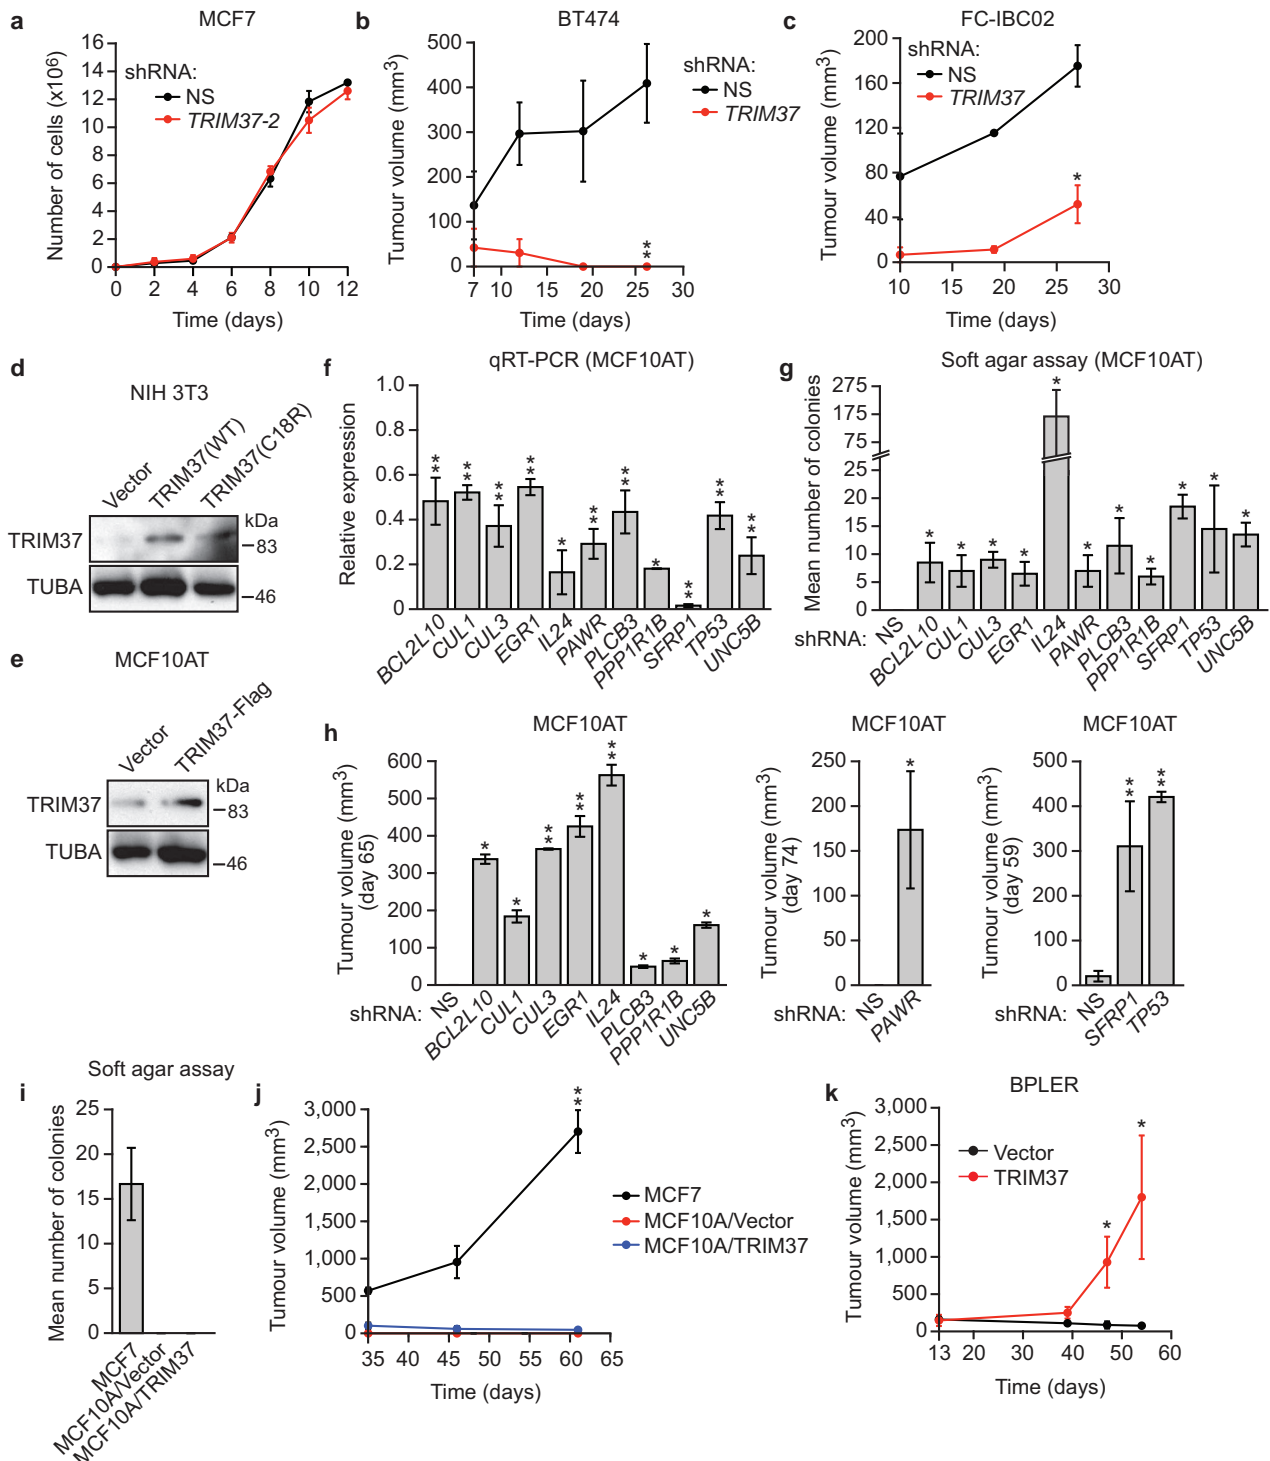 a
MCF7
Number of cells (x10⁶)
16
14
12
10
8
6
4
2
0
shRNA:
NS
TRIM37-2
0 2 4 6 8 10 12
Time (days)
b
BT474
Tumour volume (mm³)
500
400
300
200
100
0
shRNA:
NS
TRIM37
**
7 10 15 20 25 30
Time (days)
c
FC-IBC02
Tumour volume (mm³)
200
160
120
80
40
0
shRNA:
NS
TRIM37
*
10 15 20 25 30
Time (days)
d
NIH 3T3
Vector
TRIM37(WT)
TRIM37(C18R)
kDa
TRIM37
–83
TUBA
–46
e
MCF10AT
Vector
TRIM37-Flag
kDa
TRIM37
–83
TUBA
–46
f
qRT-PCR (MCF10AT)
Relative expression
1.0
0.8
0.6
0.4
0.2
0
** ** ** ** * ** ** * ** ** **
BCL2L10
CUL1
CUL3
EGR1
IL24
PAWR
PLCB3
PPP1R1B
SFRP1
TP53
UNC5B
g
Soft agar assay (MCF10AT)
Mean number of colonies
275
175
75
25
20
15
10
5
0
* * * * * * * * * * *
shRNA:
NS
BCL2L10
CUL1
CUL3
EGR1
IL24
PAWR
PLCB3
PPP1R1B
SFRP1
TP53
UNC5B
h
MCF10AT
Tumour volume (mm³)
(day 65)
600
500
400
300
200
100
0
* * ** ** ** * * *
shRNA:
NS
BCL2L10
CUL1
CUL3
EGR1
IL24
PLCB3
PPP1R1B
UNC5B
MCF10AT
Tumour volume (mm³)
(day 74)
250
200
150
100
50
0
*
shRNA:
NS
PAWR
MCF10AT
Tumour volume (mm³)
(day 59)
500
400
300
200
100
0
** **
shRNA:
NS
SFRP1
TP53
i
Soft agar assay
Mean number of colonies
25
20
15
10
5
0
MCF7
MCF10A/Vector
MCF10A/TRIM37
j
Tumour volume (mm³)
3,000
2,500
2,000
1,500
1,000
500
0
**
MCF7
MCF10A/Vector
MCF10A/TRIM37
35 40 45 50 55 60 65
Time (days)
k
BPLER
Tumour volume (mm³)
3,000
2,500
2,000
1,500
1,000
500
0
Vector
TRIM37
* *
13 20 30 40 50 60
Time (days)